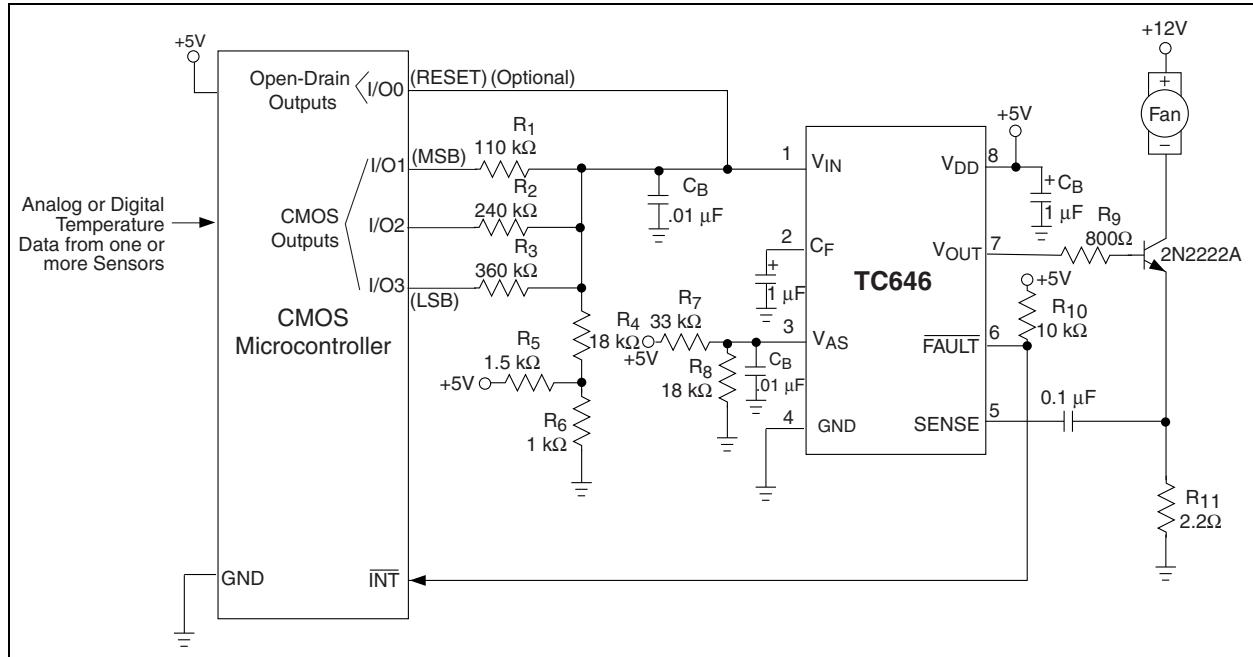 +5V
Open-Drain
Outputs
I/O0
(RESET) (Optional)
I/O1
(MSB)
R1
110 kΩ
R2
240 kΩ
I/O2
CMOS
Outputs
R3
360 kΩ
I/O3
(LSB)
Analog or Digital
Temperature
Data from one or
more Sensors
CMOS
Microcontroller
GND
INT
R4
18 kΩ
R5
1.5 kΩ
+5V
R6
1 kΩ
CB
.01 µF
1 µF
R7
33 kΩ
+5V
R8
18 kΩ
CB
.01 µF
1
VIN
2
CF
3
VAS
4
GND
TC646
VDD
8
VOUT
7
6
FAULT
5
SENSE
+5V
+
CB
1 µF
+
R9
800Ω
+5V
R10
10 kΩ
0.1 µF
+12V
+
Fan
–
2N2222A
R11
2.2Ω